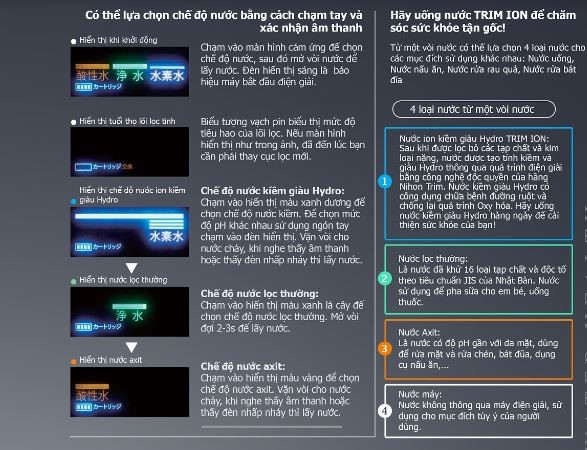 Có thể lựa chọn chế độ nước bằng cách chạm tay và
xác nhận âm thanh
Hiển thị khi khởi động
酸性水 浄水 水素水
カートリッジ
Chạm vào màn hình cảm ứng để chọn
chế độ nước, sau đó mở vòi nước để
lấy nước. Đèn hiển thị sáng là báo
hiệu máy bắt đầu điện giải.
Hiển thị tuổi thọ lõi lọc tinh
カートリッジ交換
Biểu tượng vạch pin biểu thị mức độ
tiêu hao của lõi lọc. Nếu màn hình
hiển thị như trong ảnh, đã đến lúc bạn
cần phải thay cục lọc mới.
Hiển thị chế độ nước ion kiềm
giàu Hydro
水素水
カートリッジ
Chế độ nước kiềm giàu Hydro:
Chạm vào hiển thị màu xanh dương để
chọn chế độ nước kiềm. Để chọn mức
độ pH khác nhau sử dụng ngón tay
chạm vào đèn hiển thị. Vặn vòi cho
nước chảy, khi nghe thấy âm thanh
hoặc thấy đèn nhấp nháy thì lấy nước.
Hiển thị nước lọc thường
浄水
カートリッジ
Chế độ nước lọc thường:
Chạm vào hiển thị màu xanh lá cây để
chọn chế độ nước lọc thường. Mở vòi
đợi 2-3s để lấy nước.
Hiển thị nước axit
酸性水
カートリッジ
Chế độ nước axit:
Chạm vào hiển thị màu vàng để chọn
chế độ nước axit. Vặn vòi cho nước
chảy, khi nghe thấy âm thanh hoặc
thấy đèn nhấp nháy thì lấy nước.
Hãy uống nước TRIM ION để chăm
sóc sức khỏe tận gốc!
Từ một vòi nước có thể lựa chon 4 loại nước cho
các mục đích sử dụng khác nhau: Nước uống,
Nước nấu ăn, Nước rửa rau quả, Nước rửa bát
đĩa
4 loại nước từ một vòi nước
1
Nước ion kiềm giàu Hydro TRIM ION:
Sau khi được lọc bỏ các tạp chất và kim
loại nặng, nước được tạo tính kiềm và
giàu Hydro thông qua quá trình điện giải
bằng công nghệ độc quyền của hãng
Nihon Trim. Nước kiềm giàu Hydro có
công dụng chữa bệnh đường ruột và
chống lại quá trình Oxy hóa. Hãy uống
nước kiềm giàu Hydro hàng ngày để cải
thiện sức khỏe của bạn!
2
Nước lọc thường:
Là nước đã khử 16 loại tạp chất và độc tố
theo tiêu chuẩn JIS của Nhật Bản. Nước
sử dụng để pha sữa cho em bé, uống
thuốc.
3
Nước Axit:
Là nước có độ pH gần với da mặt, dùng
để rửa mặt và rửa chén, bát đũa, dụng
cụ nấu ăn,...
4
Nước máy:
Nước không thông qua máy điện giải, sử
dụng cho mục đích tùy ý của người
dùng.